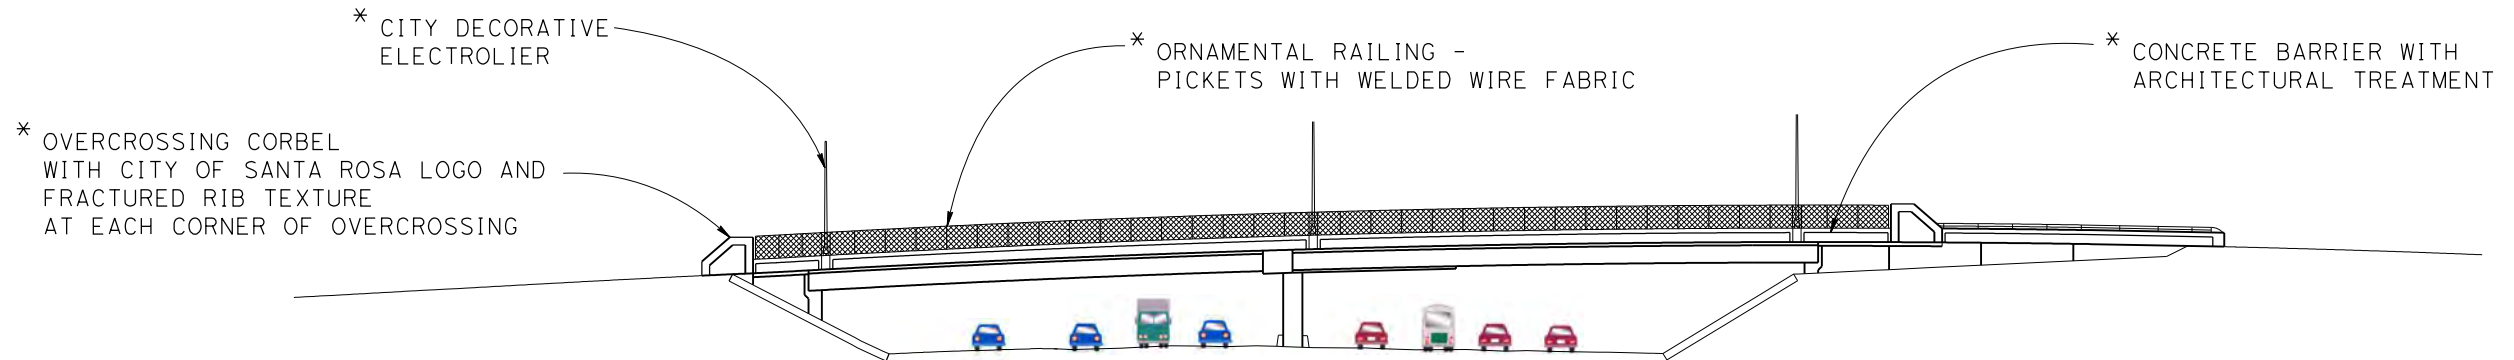 * CITY DECORATIVE
ELECTROLIER
* ORNAMENTAL RAILING -
PICKETS WITH WELDED WIRE FABRIC
* CONCRETE BARRIER WITH
ARCHITECTURAL TREATMENT
* OVERCROSSING CORBEL
WITH CITY OF SANTA ROSA LOGO AND
FRACTURED RIB TEXTURE
AT EACH CORNER OF OVERCROSSING